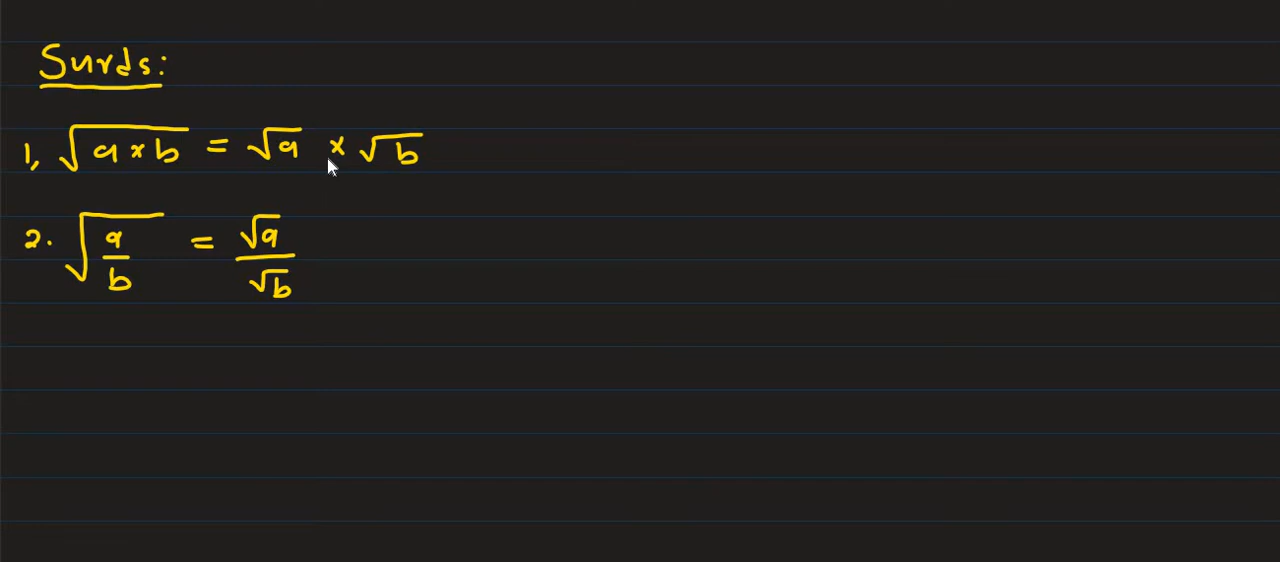 Surds:
1, √(a × b) = √a × √b
2. √(a/b) = √a/√b